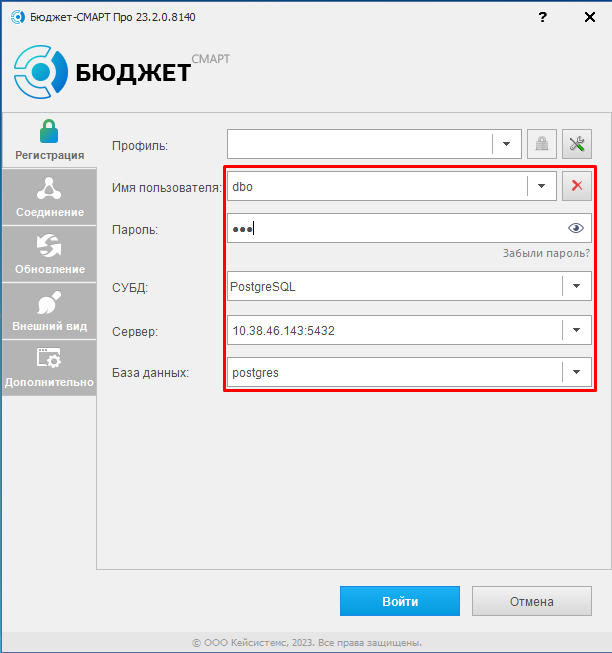 Бюджет-СМАРТ Про 23.2.0.8140
?
БЮДЖЕТ СМАРТ
Регистрация
Соединение
Обновление
Внешний вид
Дополнительно
Профиль:
Имя пользователя: dbo
Пароль: ●●●
Забыли пароль?
СУБД: PostgreSQL
Сервер: 10.38.46.143:5432
База данных: postgres
Войти Отмена
© ООО Кейсистемс, 2023. Все права защищены.